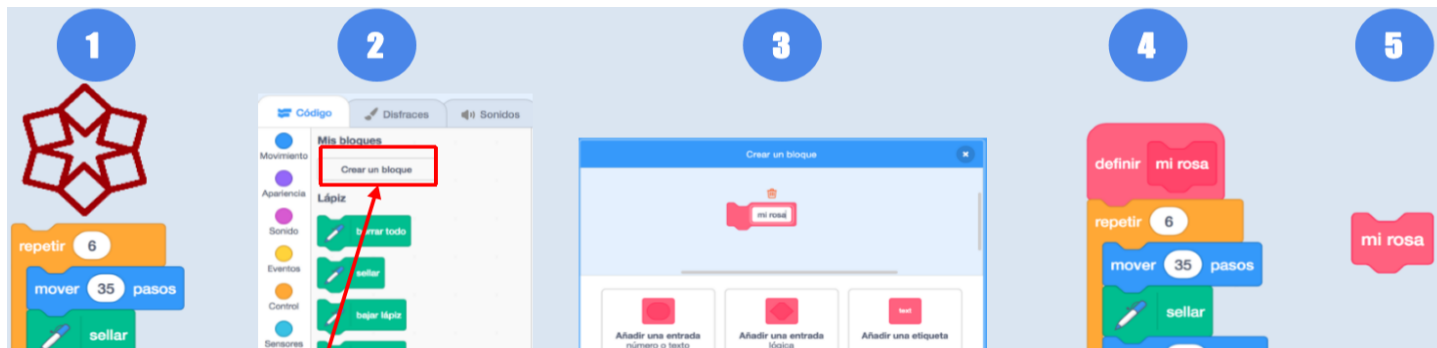 1
2
3
4
5
repetir 6
mover 35 pasos
sellar
Código Disfraces Sonidos
Movimiento
Apariencia
Sonido
Eventos
Control
Sensores
Mis bloques
Crear un bloque
Lápiz
borrar todo
sellar
bajar lápiz
Crear un bloque
mi rosa
Añadir una entrada
número o texto
Añadir una entrada
lógica
text
Añadir una etiqueta
definir mi rosa
repetir 6
mover 35 pasos
sellar
mi rosa